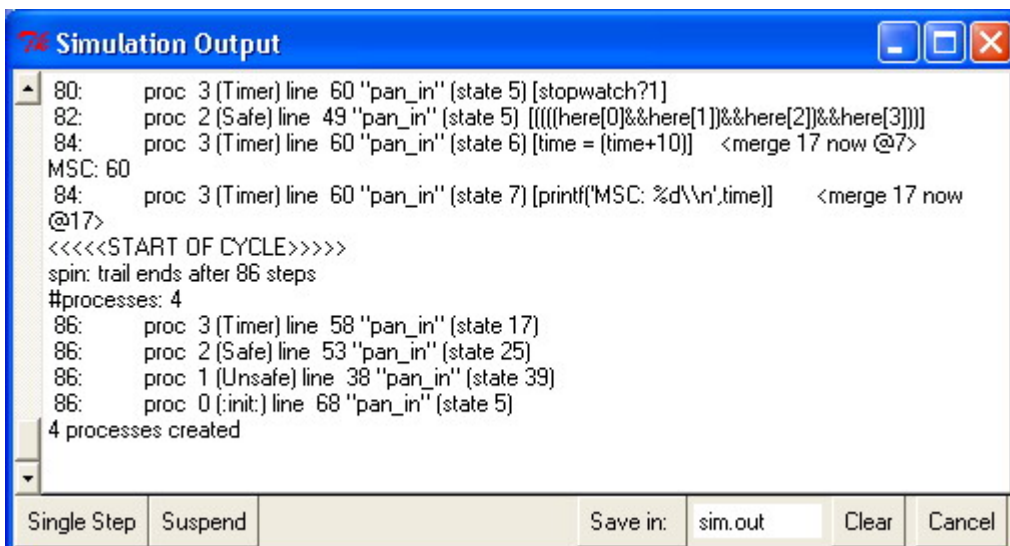 Tk Simulation Output
80: proc 3 (Timer) line 60 "pan_in" (state 5) [stopwatch?1]
82: proc 2 (Safe) line 49 "pan_in" (state 5) [((((here[0]&&here[1])&&here[2])&&here[3]))]
84: proc 3 (Timer) line 60 "pan_in" (state 6) [time = (time+10)] <merge 17 now @7>
MSC: 60
84: proc 3 (Timer) line 60 "pan_in" (state 7) [printf('MSC: %d\\n',time)] <merge 17 now
@17>
<<<<<START OF CYCLE>>>>>
spin: trail ends after 86 steps
#processes: 4
86: proc 3 (Timer) line 58 "pan_in" (state 17)
86: proc 2 (Safe) line 53 "pan_in" (state 25)
86: proc 1 (Unsafe) line 38 "pan_in" (state 39)
86: proc 0 (:init:) line 68 "pan_in" (state 5)
4 processes created
Single Step Suspend Save in: sim.out Clear Cancel